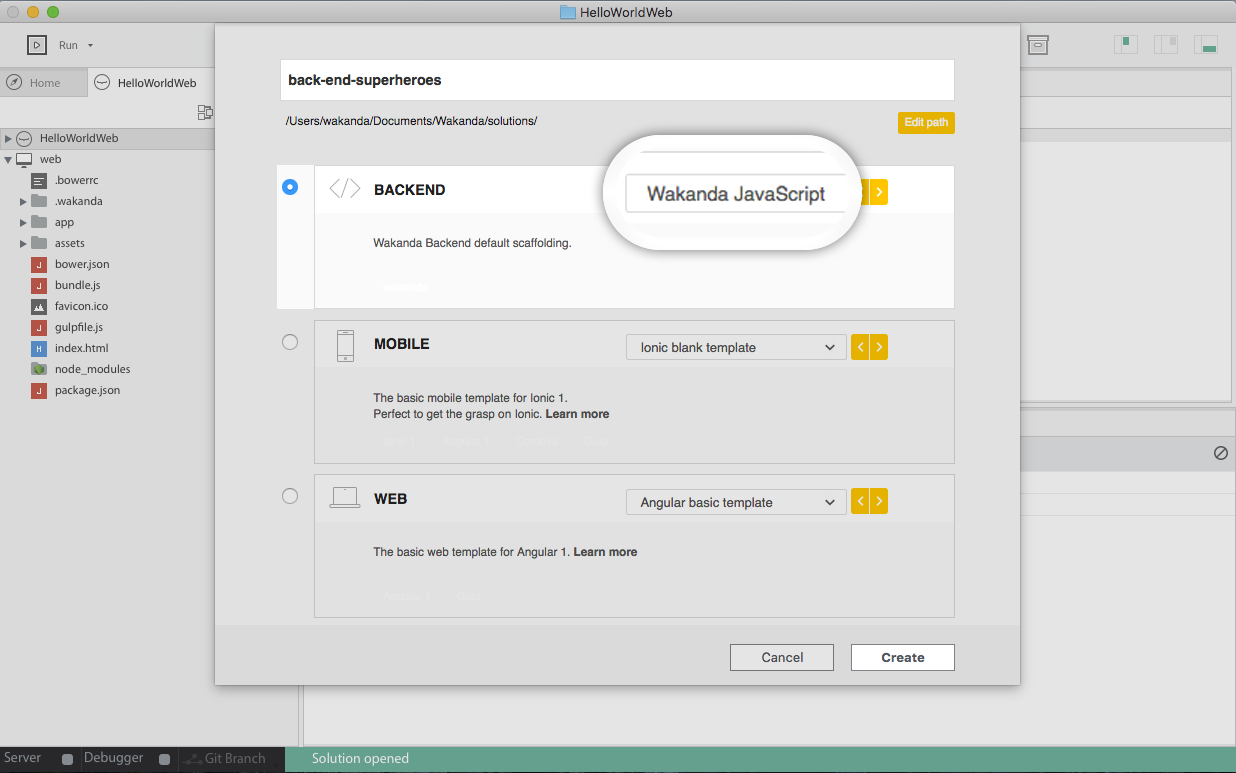 HelloWorldWeb
Run
Home
HelloWorldWeb
HelloWorldWeb
web
.bowerrc
.wakanda
app
assets
bower.json
bundle.js
favicon.ico
gulpfile.js
index.html
node_modules
package.json
back-end-superheroes
/Users/wakanda/Documents/Wakanda/solutions/
Edit path
BACKEND
Wakanda JavaScript
Wakanda Backend default scaffolding.
MOBILE
Ionic blank template
The basic mobile template for Ionic 1.
Perfect to get the grasp on Ionic. Learn more
WEB
Angular basic template
The basic web template for Angular 1. Learn more
Cancel
Create
Server
Debugger
Git Branch
Solution opened